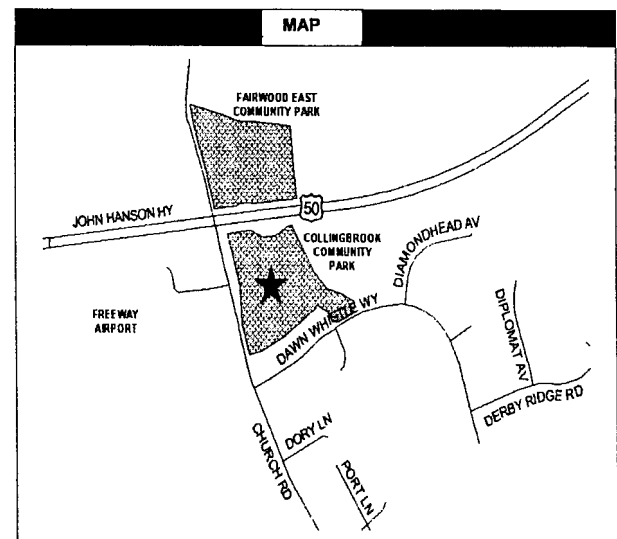 MAP
FAIRWOOD EAST
COMMUNITY PARK
JOHN HANSON HY
50
COLLINGBROOK
COMMUNITY
PARK
DIAMONDHEAD AV
FREEWAY
AIRPORT
DAWN WHISTLE WY
DIPLOMAT AV
DERBY RIDGE RD
CHURCH RD
DORY LN
PORT LN